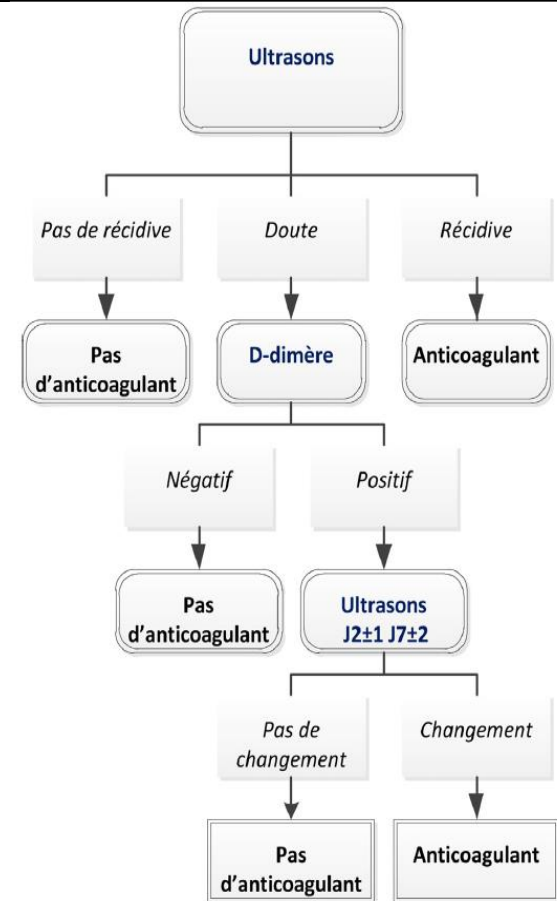 Ultrasons
Pas de récidive
Doute
Récidive
Pas
d’anticoagulant
D-dimère
Anticoagulant
Négatif
Positif
Pas
d’anticoagulant
Ultrasons
J2±1 J7±2
Pas de
changement
Changement
Pas
d’anticoagulant
Anticoagulant